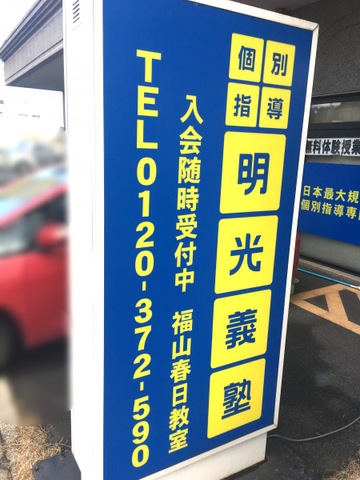 個別
指導
明光義塾
入会随時受付中 福山春日教室
TEL0120-372-590
無料体験授業
日本最大規
個別指導専